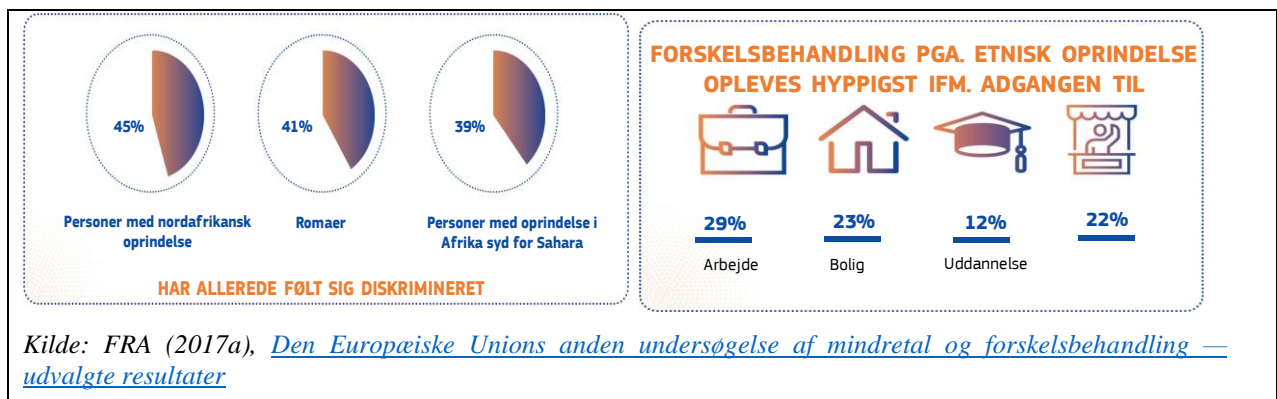 45%
41%
39%
Personer med nordafrikansk
oprindelse
Romaer
Personer med oprindelse i
Afrika syd for Sahara
HAR ALLEREDE FØLT SIG DISKRIMINERET
FORSKELSBEHANDLING PGA. ETNISK OPRINDELSE
OPLEVES HYPPIGST IFM. ADGANGEN TIL
29%
23%
12%
22%
Arbejde
Bolig
Uddannelse
Kilde: FRA (2017a), Den Europæiske Unions anden undersøgelse af mindretal og forskelsbehandling —
udvalgte resultater